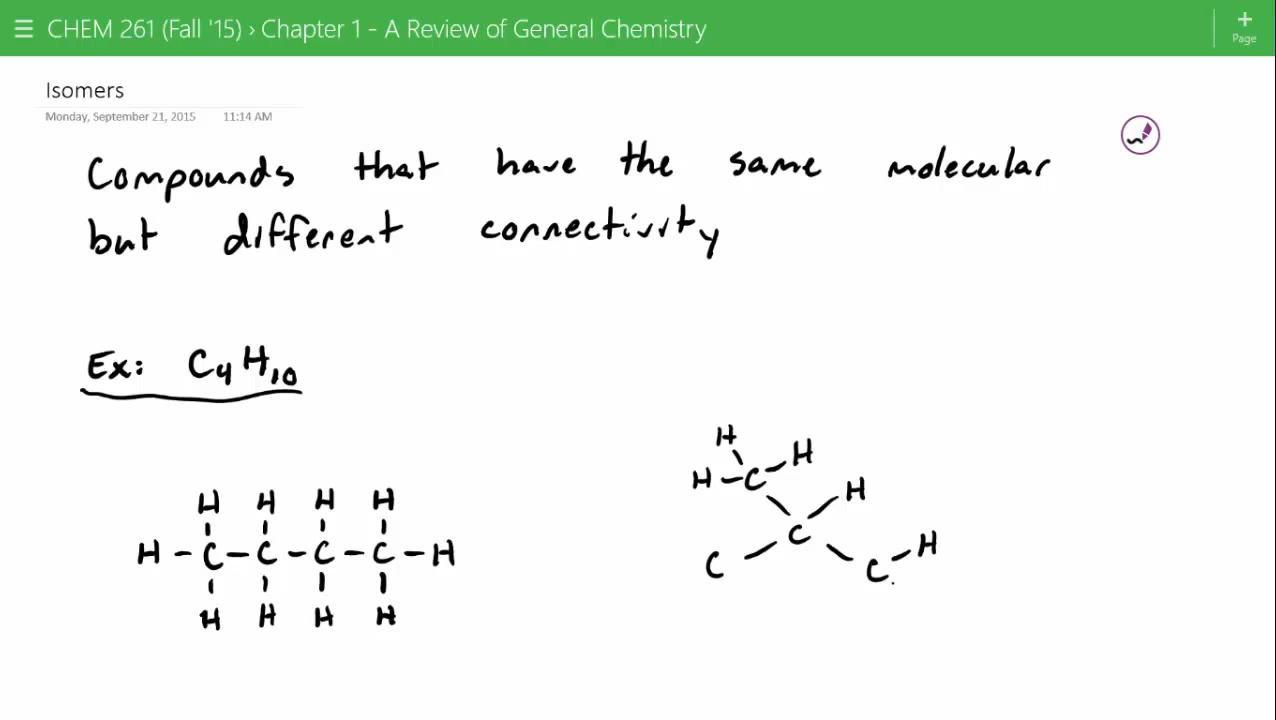 ☰ CHEM 261 (Fall '15) › Chapter 1 - A Review of General Chemistry
+
Page
Isomers
Monday, September 21, 2015 11:14 AM
Compounds that have the same molecular
but different connectivity
Ex: C₄H₁₀
H
H H
H - C - H
H H H H
C
H - C - C - C - C - H
C C - H
H H H H